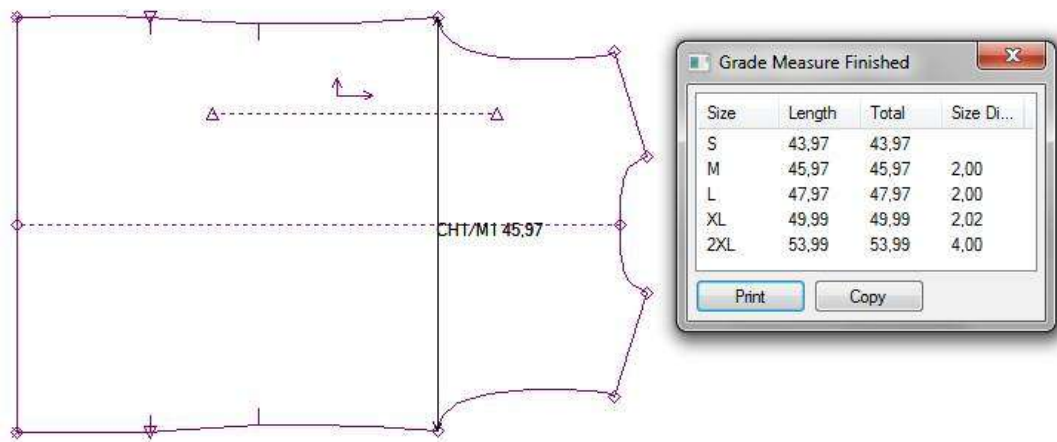 CH1/M1 45,97
Grade Measure Finished
Size Length Total Size Di...
S 43,97 43,97
M 45,97 45,97 2,00
L 47,97 47,97 2,00
XL 49,99 49,99 2,02
2XL 53,99 53,99 4,00
Print Copy